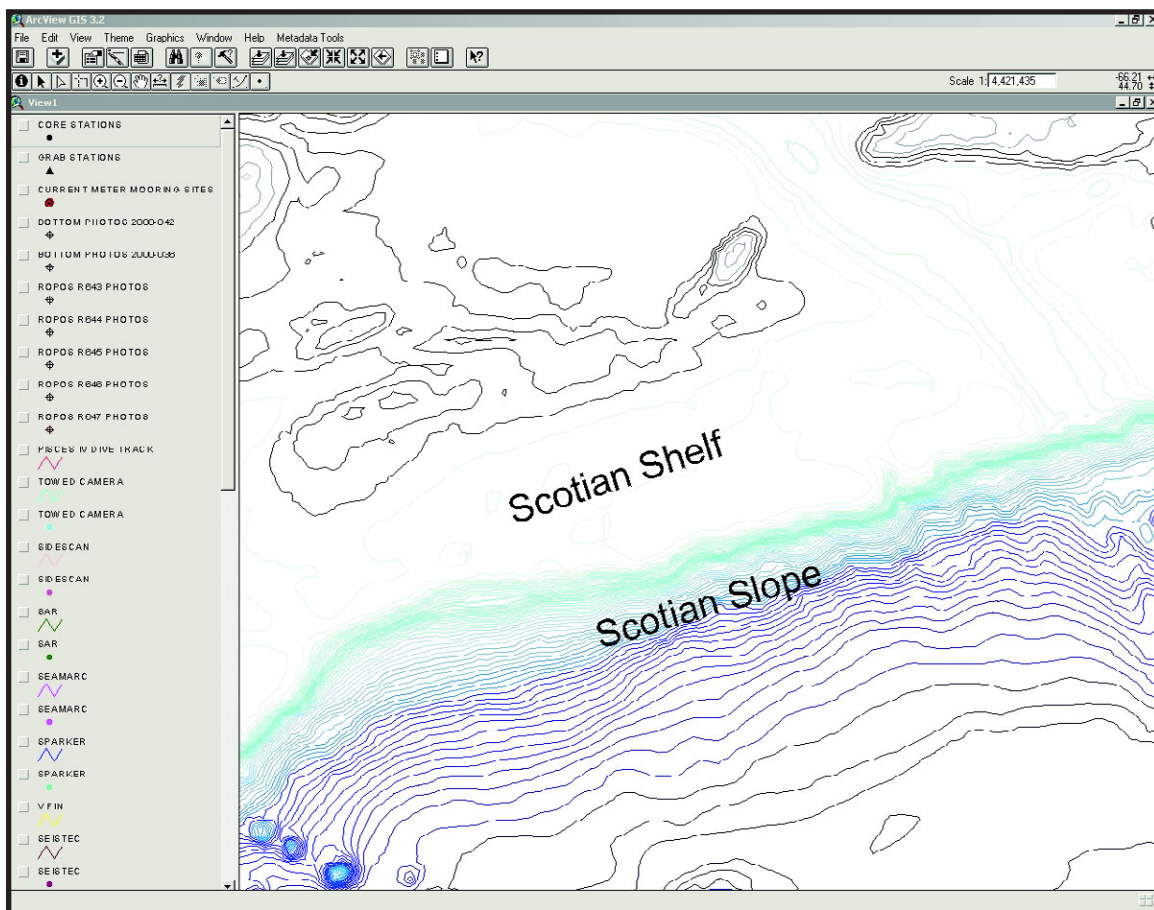 ArcView GIS 3.2
File Edit View Theme Graphics Window Help Metadata Tools
Scale 1: 4,421,435
-66.21
44.70
View1
CORE STATIONS
GRAB STATIONS
CURRENT METER MOORING SITES
BOTTOM PHOTOS 2000-042
BOTTOM PHOTOS 2000-036
ROPOS R643 PHOTOS
ROPOS R644 PHOTOS
ROPOS R645 PHOTOS
ROPOS R646 PHOTOS
ROPOS R647 PHOTOS
PISCES IV DIVE TRACK
TOWED CAMERA
TOWED CAMERA
SIDESCAN
SIDESCAN
SAR
SAR
SEAMARC
SEAMARC
SPARKER
SPARKER
V FIN
SEISTEC
SEISTEC
Scotian Shelf
Scotian Slope